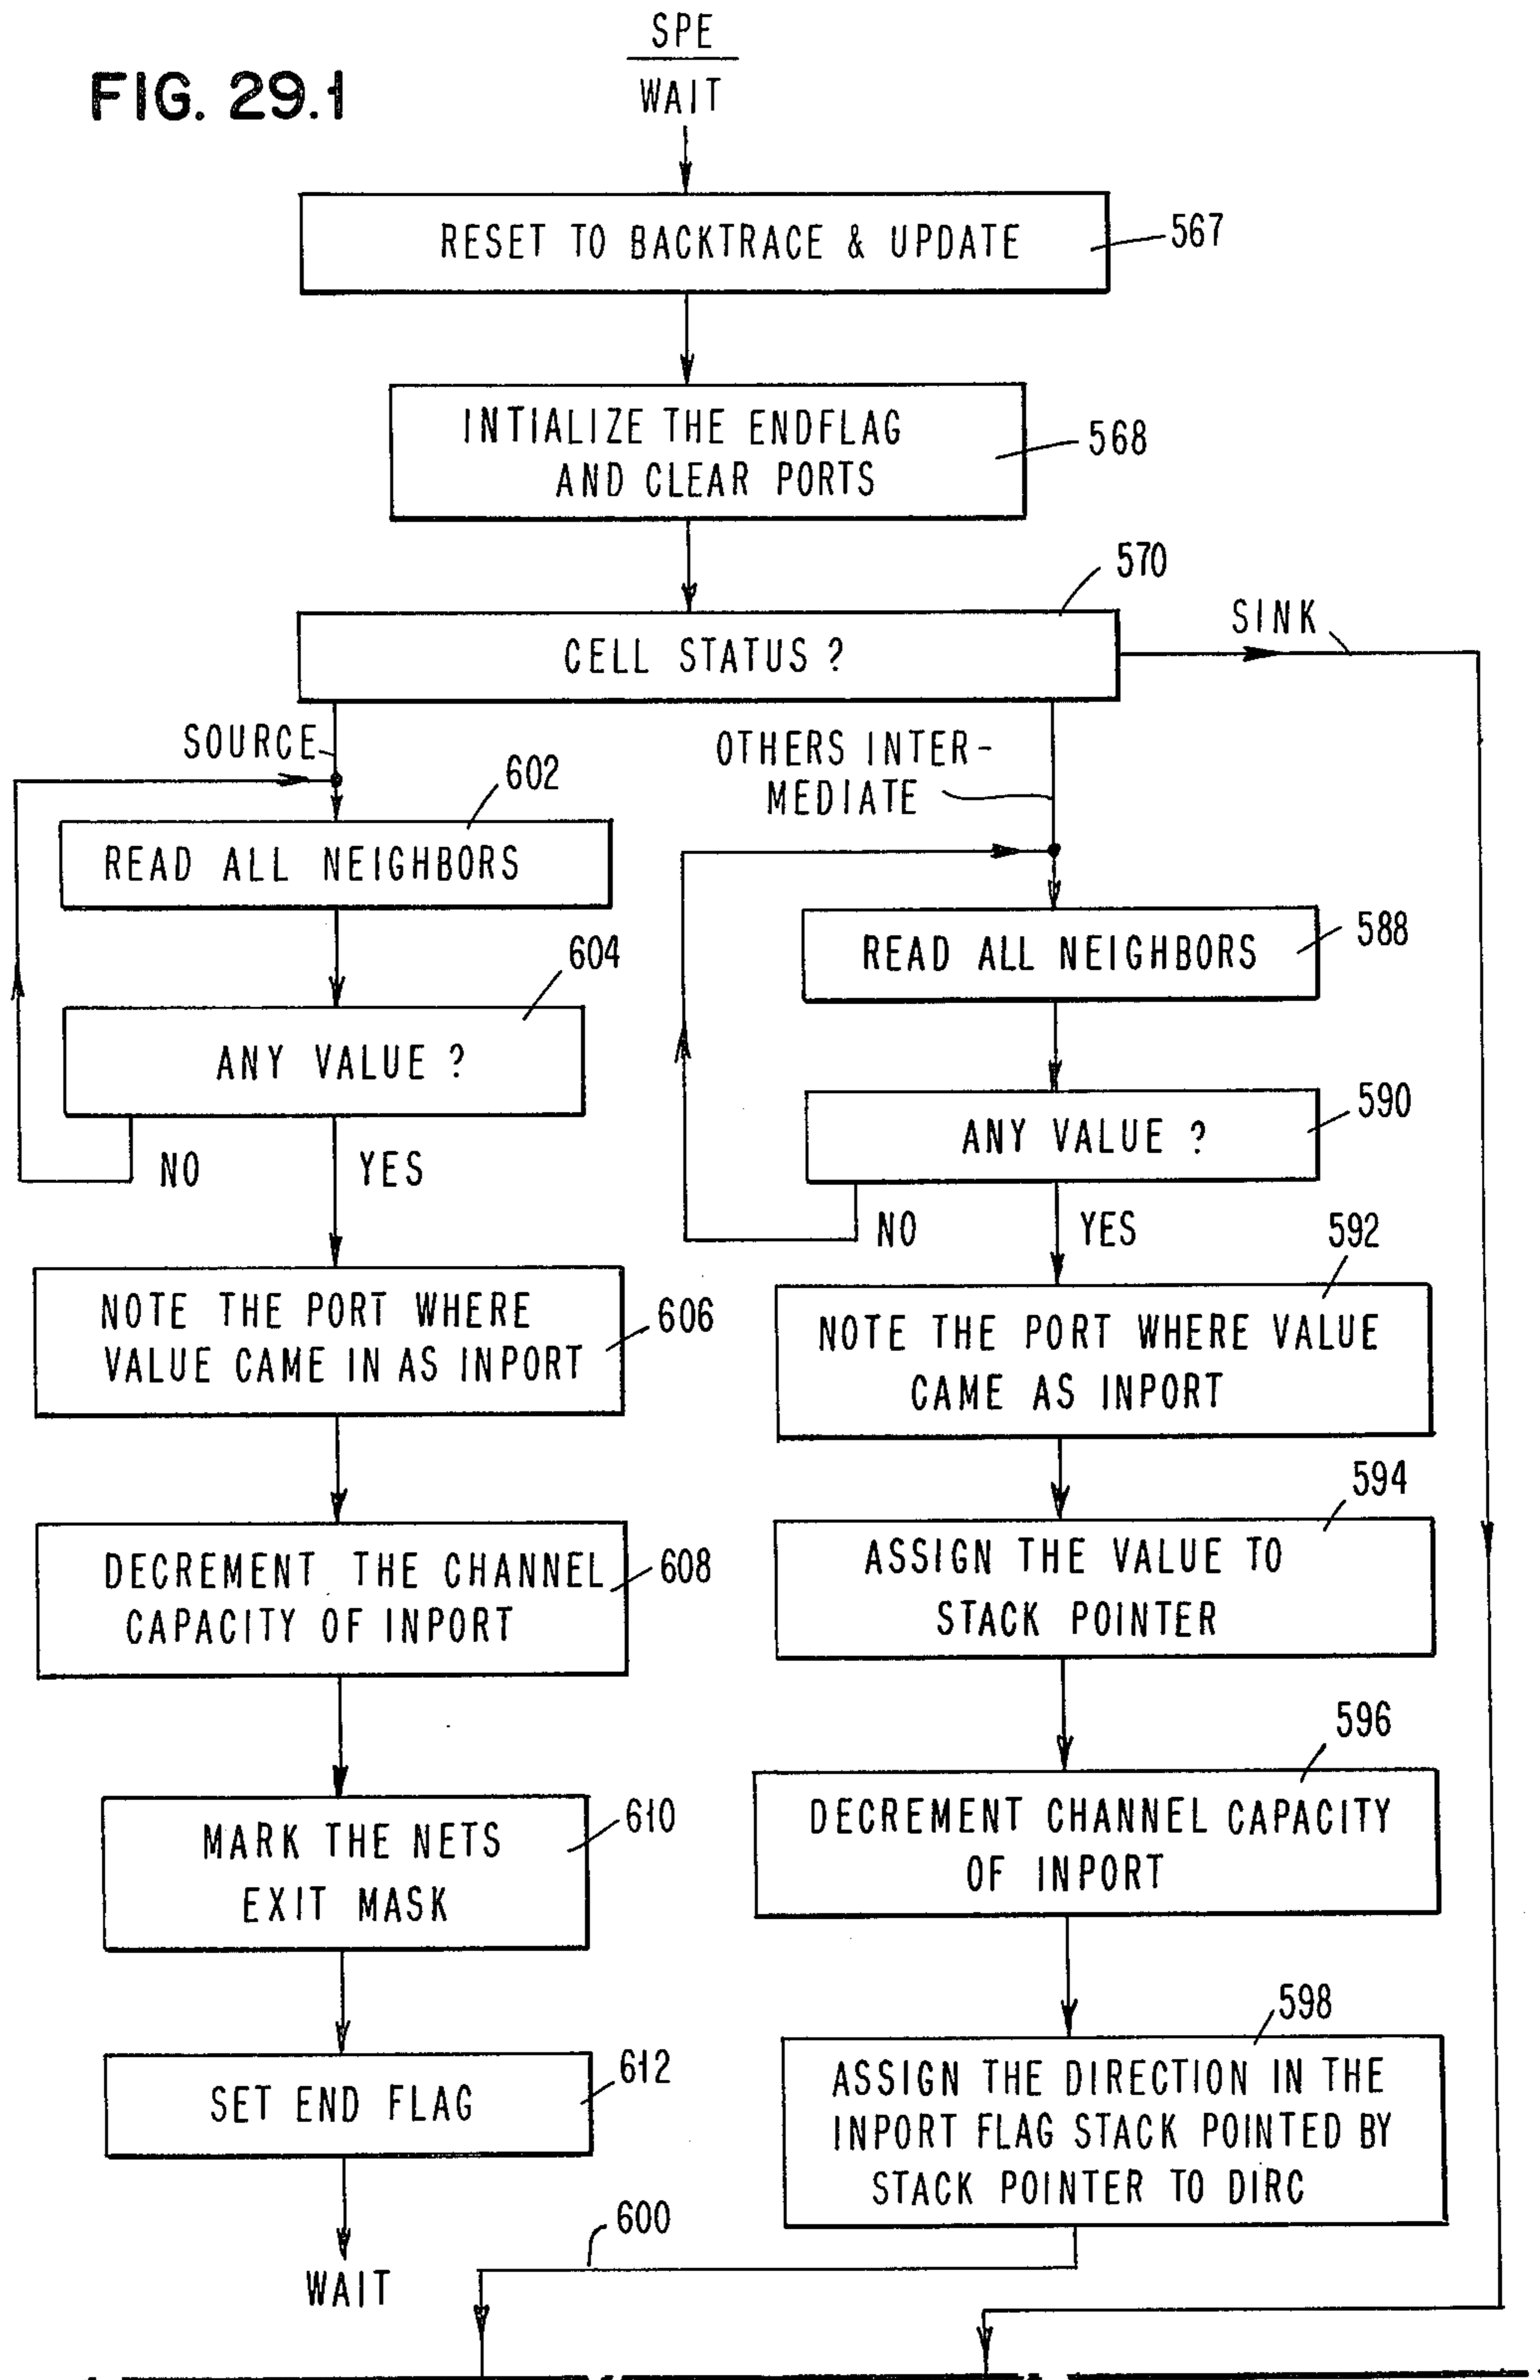 FIG. 29.1
SPE
WAIT
RESET TO BACKTRACE & UPDATE
567
INTIALIZE THE ENDFLAG
AND CLEAR PORTS
568
570
CELL STATUS ?
SINK
SOURCE
OTHERS INTER-
MEDIATE
602
READ ALL NEIGHBORS
604
ANY VALUE ?
NO
YES
NOTE THE PORT WHERE
VALUE CAME IN AS INPORT
606
DECREMENT THE CHANNEL
CAPACITY OF INPORT
608
MARK THE NETS
EXIT MASK
610
SET END FLAG
612
WAIT
READ ALL NEIGHBORS
588
ANY VALUE ?
590
NO
YES
592
NOTE THE PORT WHERE VALUE
CAME AS INPORT
594
ASSIGN THE VALUE TO
STACK POINTER
596
DECREMENT CHANNEL CAPACITY
OF INPORT
598
ASSIGN THE DIRECTION IN THE
INPORT FLAG STACK POINTED BY
STACK POINTER TO DIRC
600